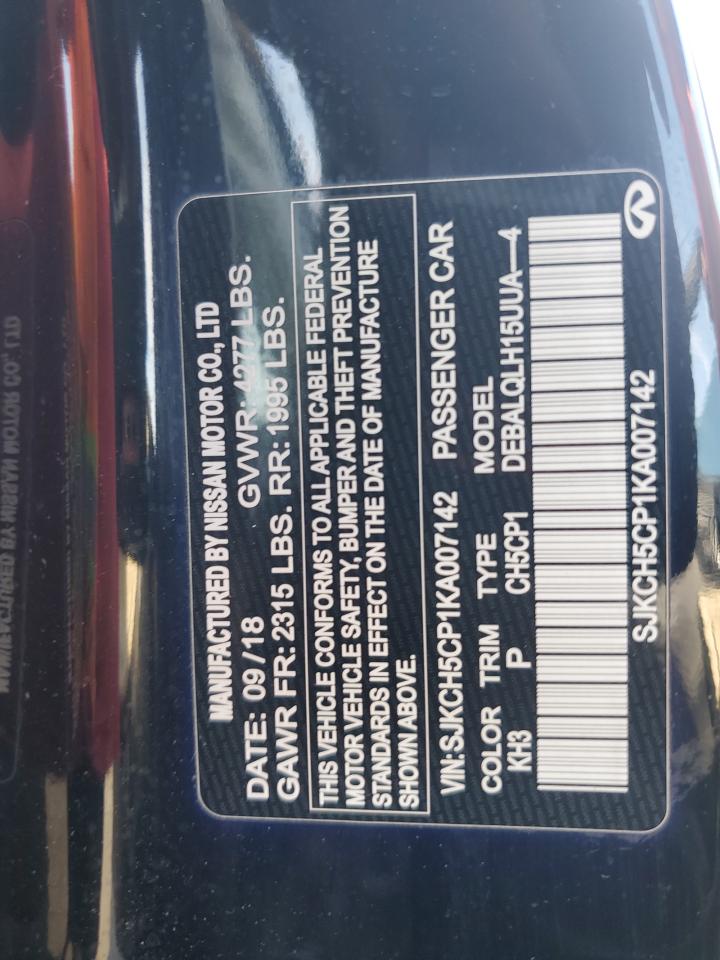 MANUFACTURED BY NISSAN MOTOR CO., LTD
DATE: 09 / 18 GVWR: 4277 LBS.
GAWR FR: 2315 LBS. RR: 1995 LBS.
THIS VEHICLE CONFORMS TO ALL APPLICABLE FEDERAL
MOTOR VEHICLE SAFETY, BUMPER AND THEFT PREVENTION
STANDARDS IN EFFECT ON THE DATE OF MANUFACTURE
SHOWN ABOVE.
VIN:SJKCH5CP1KA007142 PASSENGER CAR
COLOR TRIM TYPE MODEL
KH3 P CH5CP1 DEBALQLH15UUA—4
SJKCH5CP1KA007142